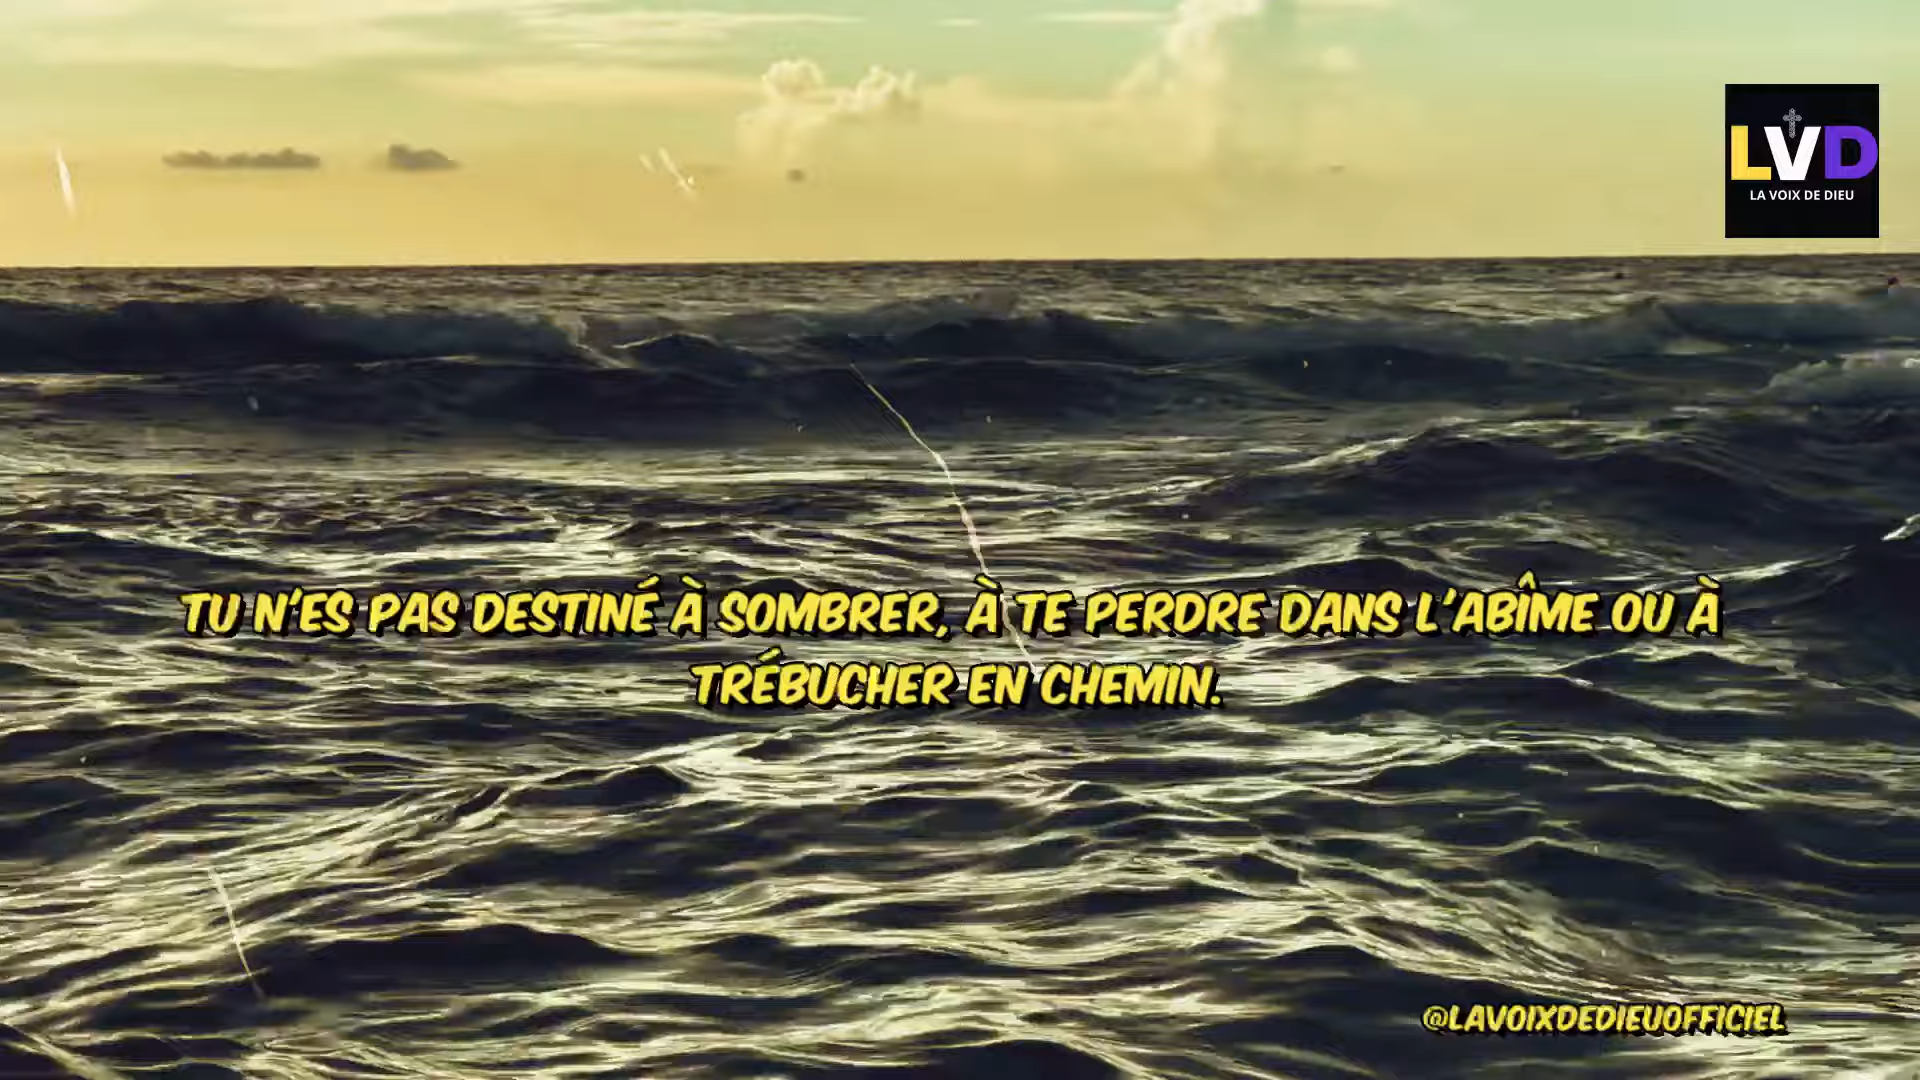 LVD
LA VOIX DE DIEU
TU N'ES PAS DESTINÉ À SOMBRER, À TE PERDRE DANS L'ABÎME OU À
TRÉBUCHER EN CHEMIN.
@LAVOIXDEDIEUOFFICIEL